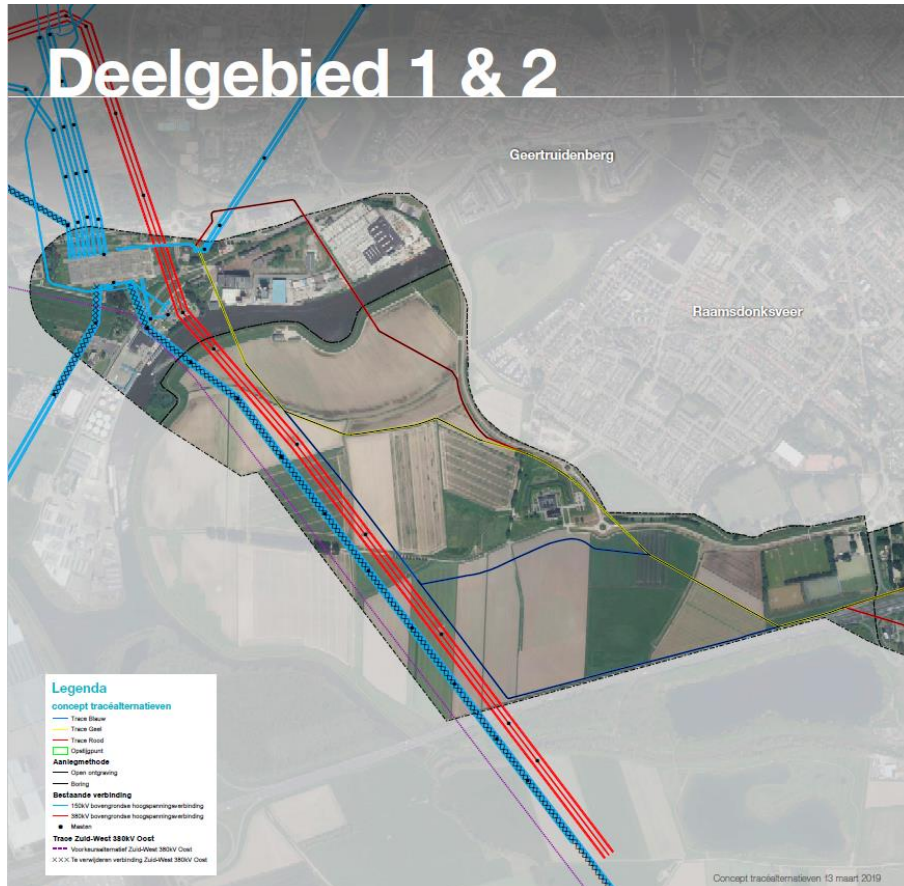 Deelgebied 1 & 2
Geertruidenberg
Raamsdonksveer
Legenda
concept tracéalternatieven
Trace Blauw
Trace Geel
Trace Rood
Opstijgpunt
Aanlegmethode
Open ontgraving
Boring
Bestaande verbinding
150kV bovengrondse hoogspanningsverbinding
380kV bovengrondse hoogspanningsverbinding
Masten
Trace Zuid-West 380kV Oost
Voorkeursalternatief Zuid-West 380kV Oost
Te verwijderen verbinding Zuid-West 380kV Oost
Concept tracéalternatieven 13 maart 2019